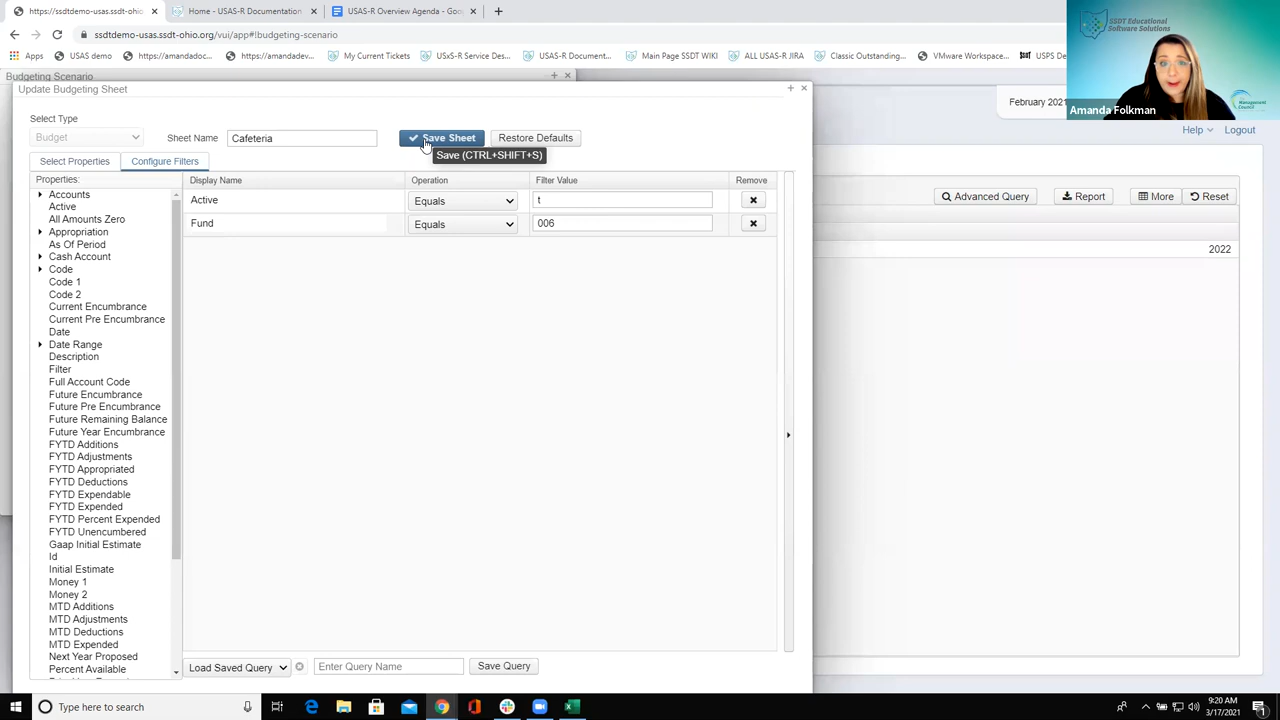 https://ssdtdemo-usas.ssdt-ohio.org
Home - USAS-R Documentation
USAS-R Overview Agenda - Goo
ssdtdemo-usas.ssdt-ohio.org/vui/app#!budgeting-scenario
Apps
USAS demo
https://amandadoc...
https://amandadev...
My Current Tickets
USxS-R Service Des...
USAS-R Document...
Main Page SSDT WIKI
All USAS-R JIRA
Classic Outstanding...
VMware Workspace...
USPS De
SSDT Educational
Software Solutions
Management
Council
Amanda Folkman
Budgeting Scenario
Update Budgeting Sheet
February 2021
Help
Logout
Select Type
Budget
Sheet Name
Cafeteria
Save Sheet
Restore Defaults
Save (CTRL+SHIFT+S)
Select Properties
Configure Filters
Properties:
Display Name
Operation
Filter Value
Remove
Active
Equals
t
Fund
Equals
006
Advanced Query
Report
More
Reset
2022
Accounts
Active
All Amounts Zero
Appropriation
As Of Period
Cash Account
Code
Code 1
Code 2
Current Encumbrance
Current Pre Encumbrance
Date
Date Range
Description
Filter
Full Account Code
Future Encumbrance
Future Pre Encumbrance
Future Remaining Balance
Future Year Encumbrance
FYTD Additions
FYTD Adjustments
FYTD Appropriated
FYTD Deductions
FYTD Expendable
FYTD Expended
FYTD Percent Expended
FYTD Unencumbered
Gaap Initial Estimate
Id
Initial Estimate
Money 1
Money 2
MTD Additions
MTD Adjustments
MTD Deductions
MTD Expended
Next Year Proposed
Percent Available
Load Saved Query
Enter Query Name
Save Query
Type here to search
9:20 AM
3/17/2021